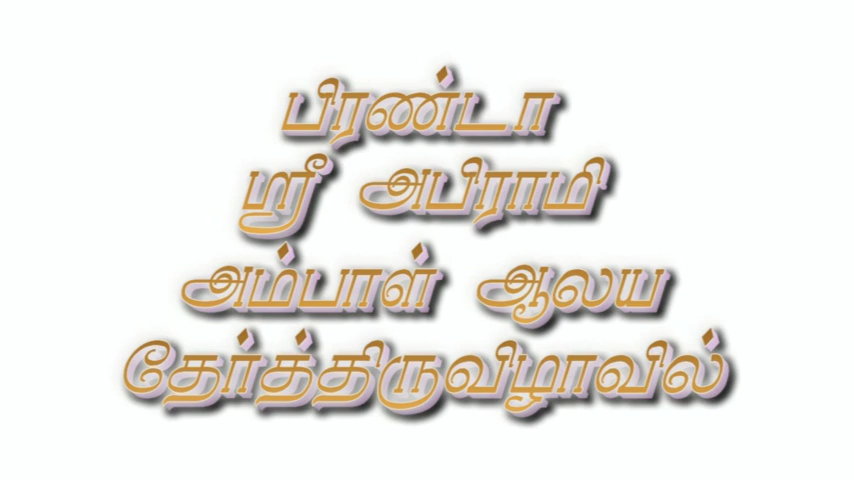 பிரண்டா
ஸ்ரீ அபிராமி
அம்பாள் ஆலய
தேர்த்திருவிழாவில்